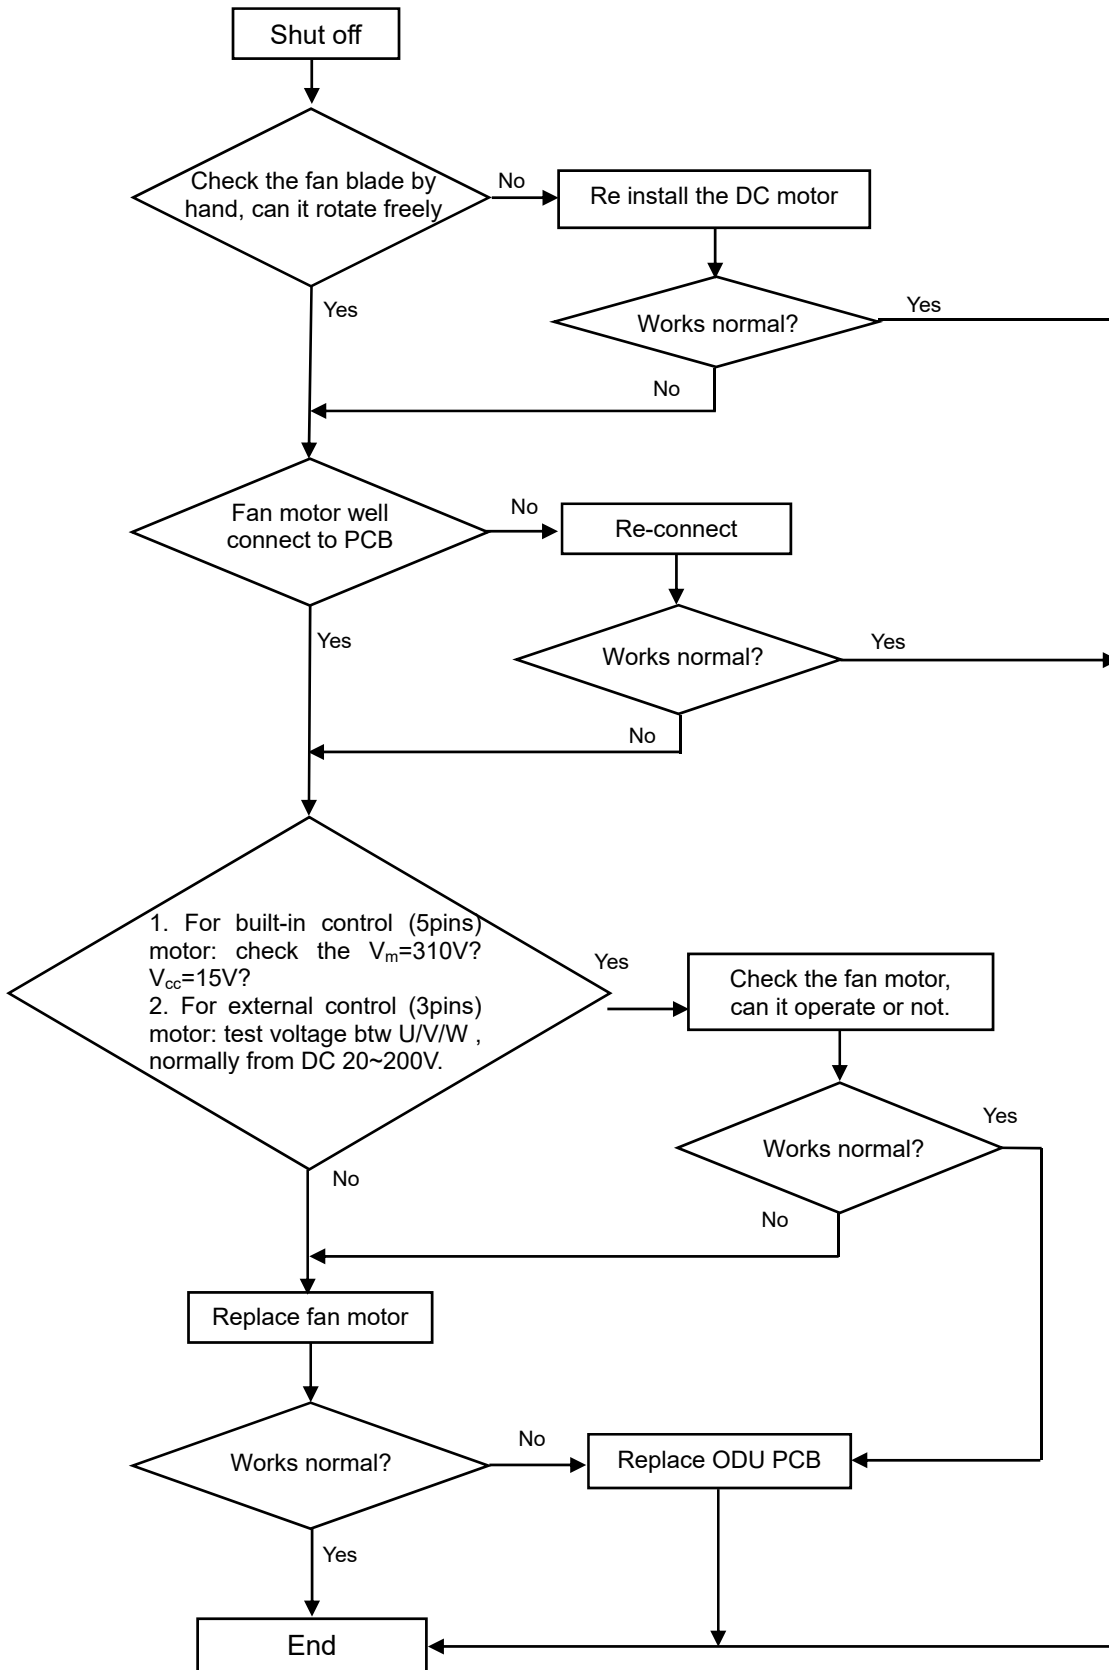 Shut off
Check the fan blade by
hand, can it rotate freely
No
Re install the DC motor
Yes
Works normal?
Yes
No
Fan motor well
connect to PCB
No
Re-connect
Yes
Works normal?
Yes
No
1. For built-in control (5pins)
motor: check the Vm=310V?
Vcc=15V?
2. For external control (3pins)
motor: test voltage btw U/V/W ,
normally from DC 20~200V.
Yes
Check the fan motor,
can it operate or not.
Works normal?
Yes
No
No
Replace fan motor
Works normal?
No
Replace ODU PCB
Yes
End